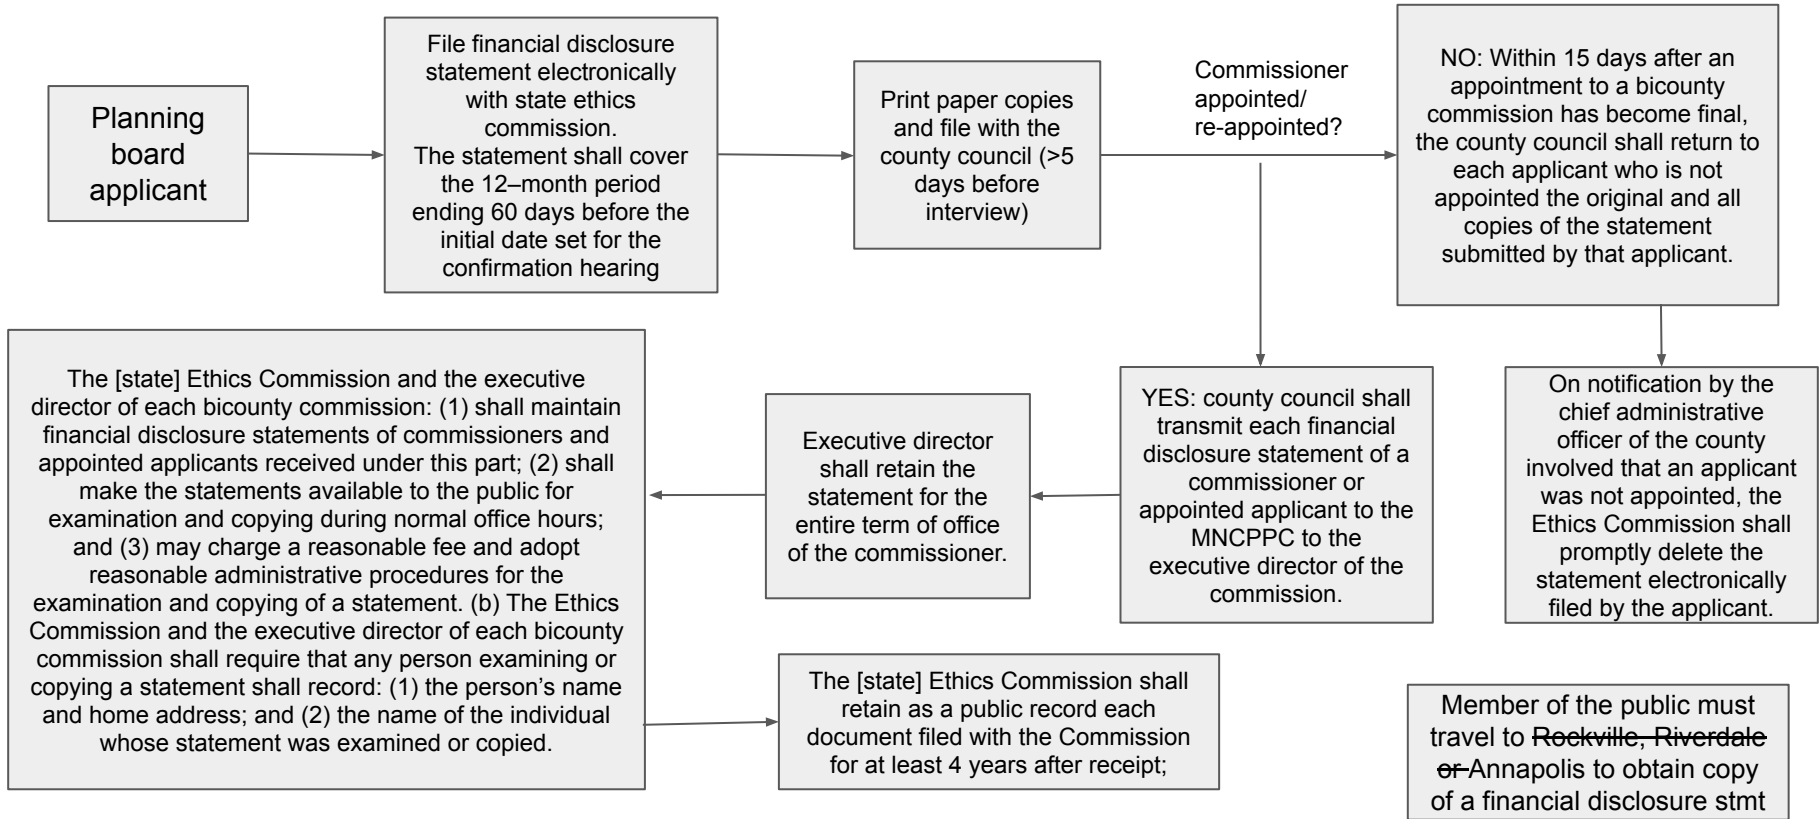 Planning
board
applicant
File financial disclosure
statement electronically
with state ethics
commission.
The statement shall cover
the 12–month period
ending 60 days before the
initial date set for the
confirmation hearing
Print paper copies
and file with the
county council (>5
days before
interview)
Commissioner
appointed/
re-appointed?
NO: Within 15 days after an
appointment to a bicounty
commission has become final,
the county council shall return to
each applicant who is not
appointed the original and all
copies of the statement
submitted by that applicant.
On notification by the
chief administrative
officer of the county
involved that an applicant
was not appointed, the
Ethics Commission shall
promptly delete the
statement electronically
filed by the applicant.
YES: county council shall
transmit each financial
disclosure statement of a
commissioner or
appointed applicant to the
MNCPPC to the
executive director of the
commission.
Executive director
shall retain the
statement for the
entire term of office
of the commissioner.
The [state] Ethics Commission and the executive
director of each bicounty commission: (1) shall maintain
financial disclosure statements of commissioners and
appointed applicants received under this part; (2) shall
make the statements available to the public for
examination and copying during normal office hours;
and (3) may charge a reasonable fee and adopt
reasonable administrative procedures for the
examination and copying of a statement. (b) The Ethics
Commission and the executive director of each bicounty
commission shall require that any person examining or
copying a statement shall record: (1) the person’s name
and home address; and (2) the name of the individual
whose statement was examined or copied.
The [state] Ethics Commission shall
retain as a public record each
document filed with the Commission
for at least 4 years after receipt;
Member of the public must
travel to Rockville, Riverdale
or Annapolis to obtain copy
of a financial disclosure stmt